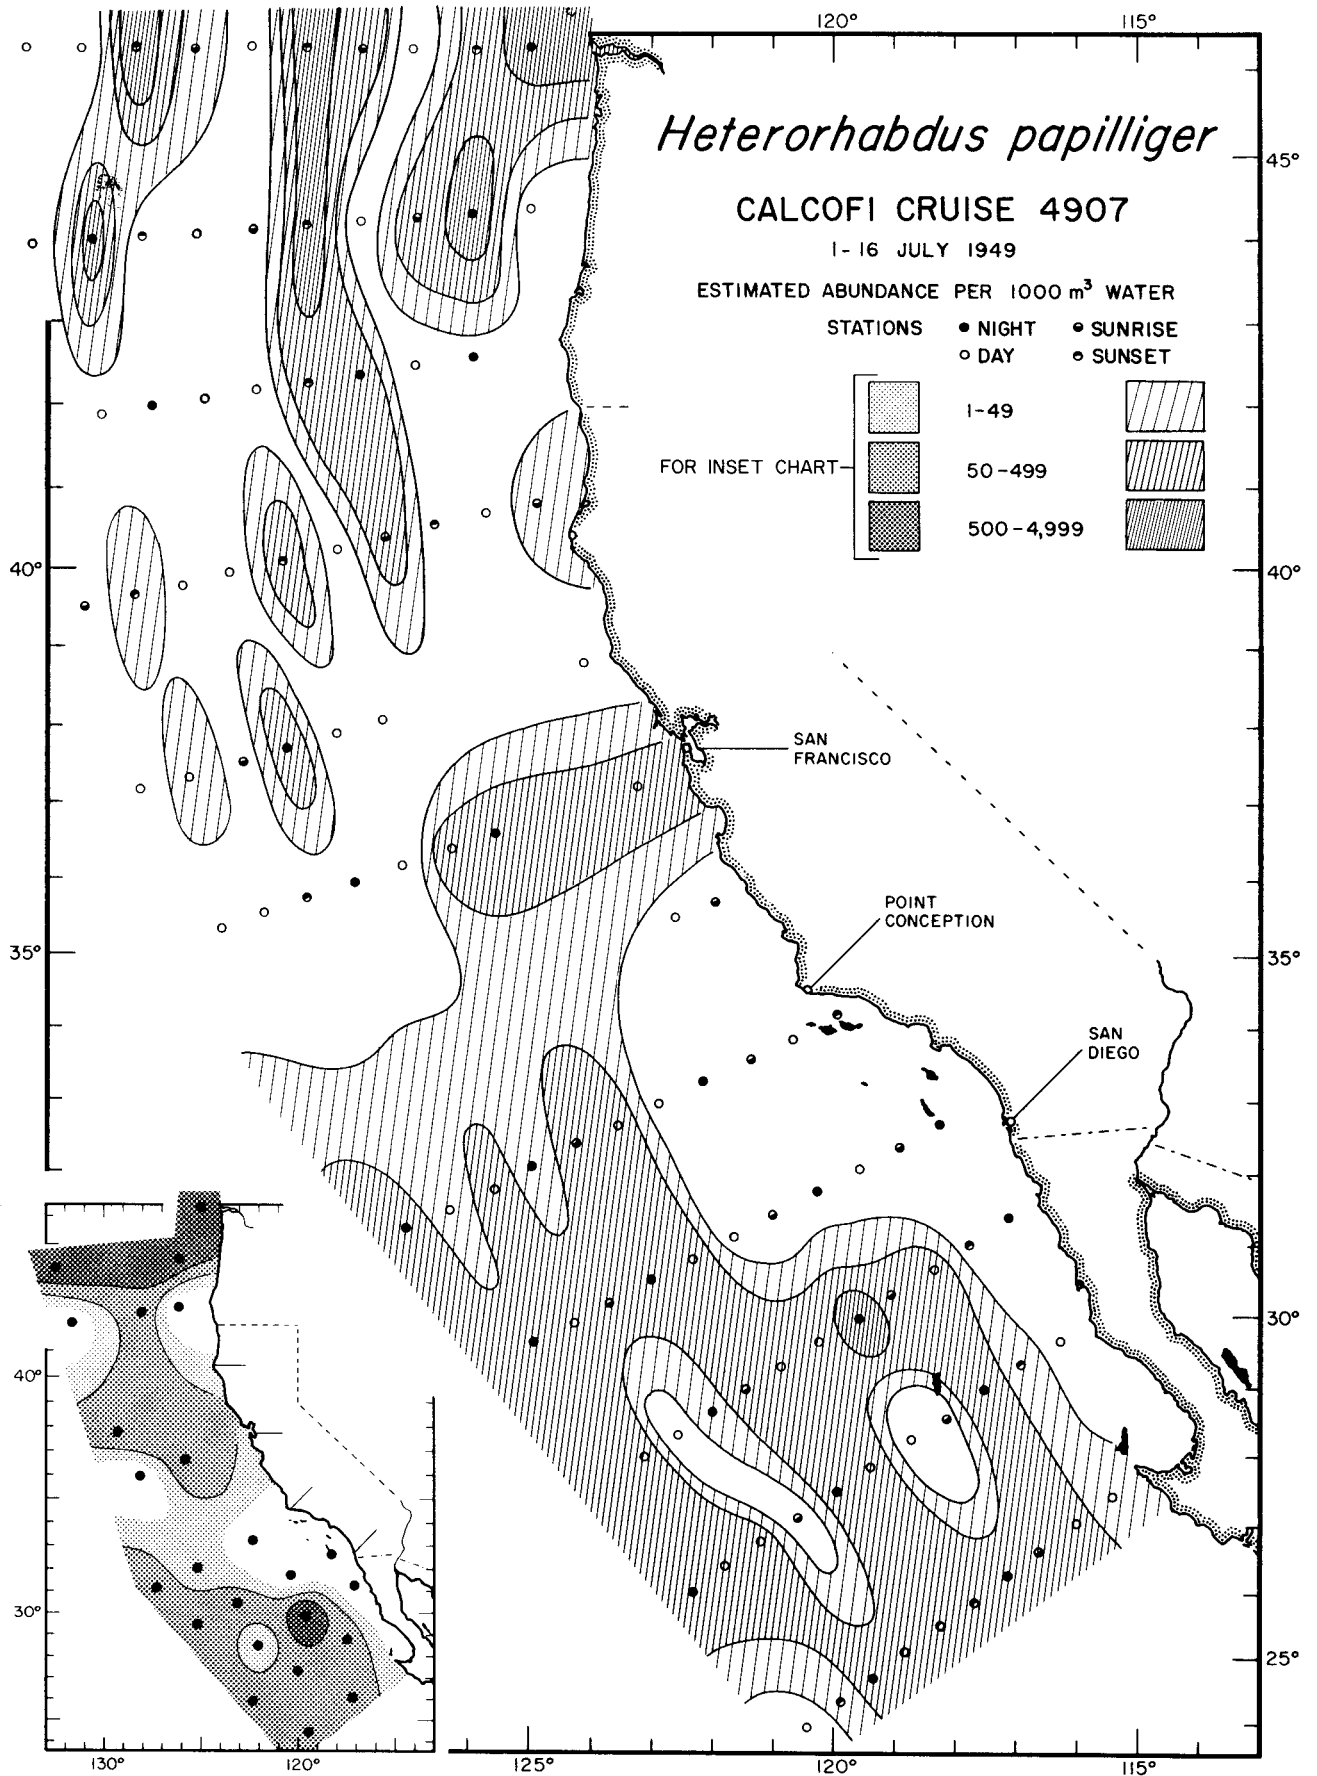 120°
115°
Heterorhabdus papilliger
45°
CALCOFI CRUISE 4907
1-16 JULY 1949
ESTIMATED ABUNDANCE PER 1000 m³ WATER
STATIONS
NIGHT
SUNRISE
DAY
SUNSET
1-49
FOR INSET CHART
50-499
500-4,999
40°
40°
SAN
FRANCISCO
POINT
CONCEPTION
35°
35°
SAN
DIEGO
30°
40°
30°
25°
130°
120°
125°
120°
115°